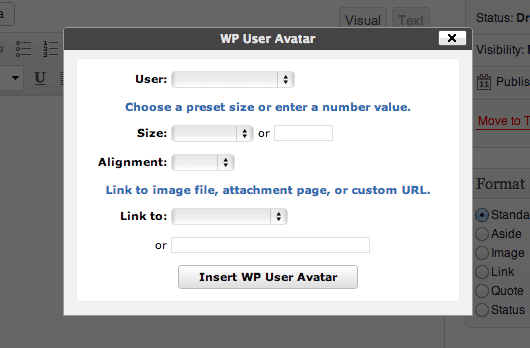 a
Visual
Text
Status: Dr
WP User Avatar
Visibility:
User:
11
Publis
U
Choose a preset size or enter a number value.
Size:
or
Move to T
Alignment:
Link to image file, attachment page, or custom URL.
Format
Link to:
Standa
Aside
or
Image
Link
Insert WP User Avatar
Quote
Status